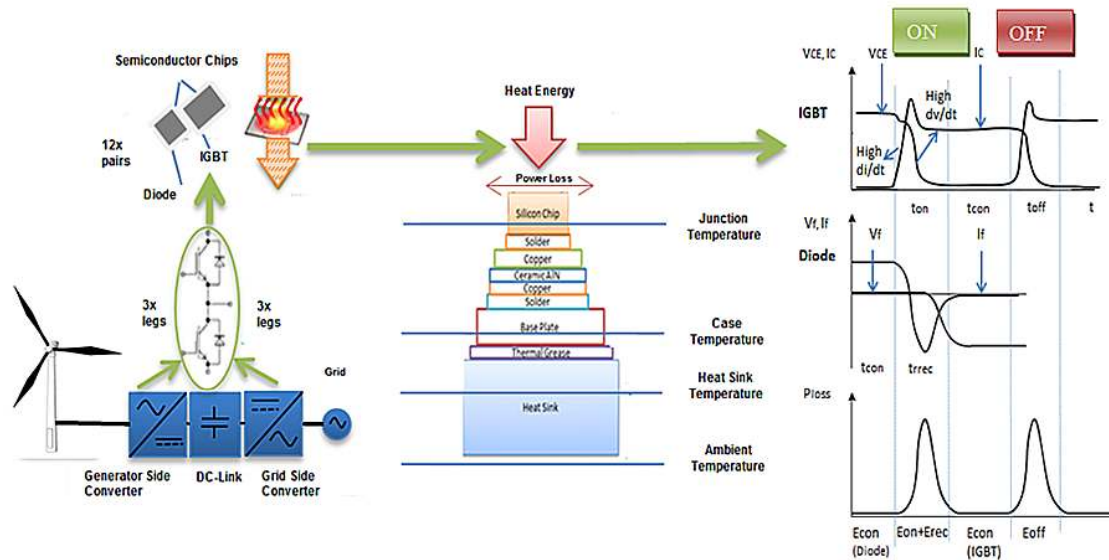 Semiconductor Chips
12x
pairs
IGBT
Diode
3x
legs
3x
legs
Grid
Generator Side
Converter
DC-Link
Grid Side
Converter
Heat Energy
Power Loss
Silicon Chip
Solder
Copper
Ceramic AlN
Copper
Solder
Base Plate
Thermal Grease
Heat Sink
Junction
Temperature
Case
Temperature
Heat Sink
Temperature
Ambient
Temperature
ON
OFF
VCE, IC
VCE
IC
IGBT
High
dv/dt
High
di/dt
ton
tcon
toff
t
Vf, If
Vf
If
Diode
tcon
trrec
Ploss
Econ
(Diode)
Eon+Erec
Econ
(IGBT)
Eoff